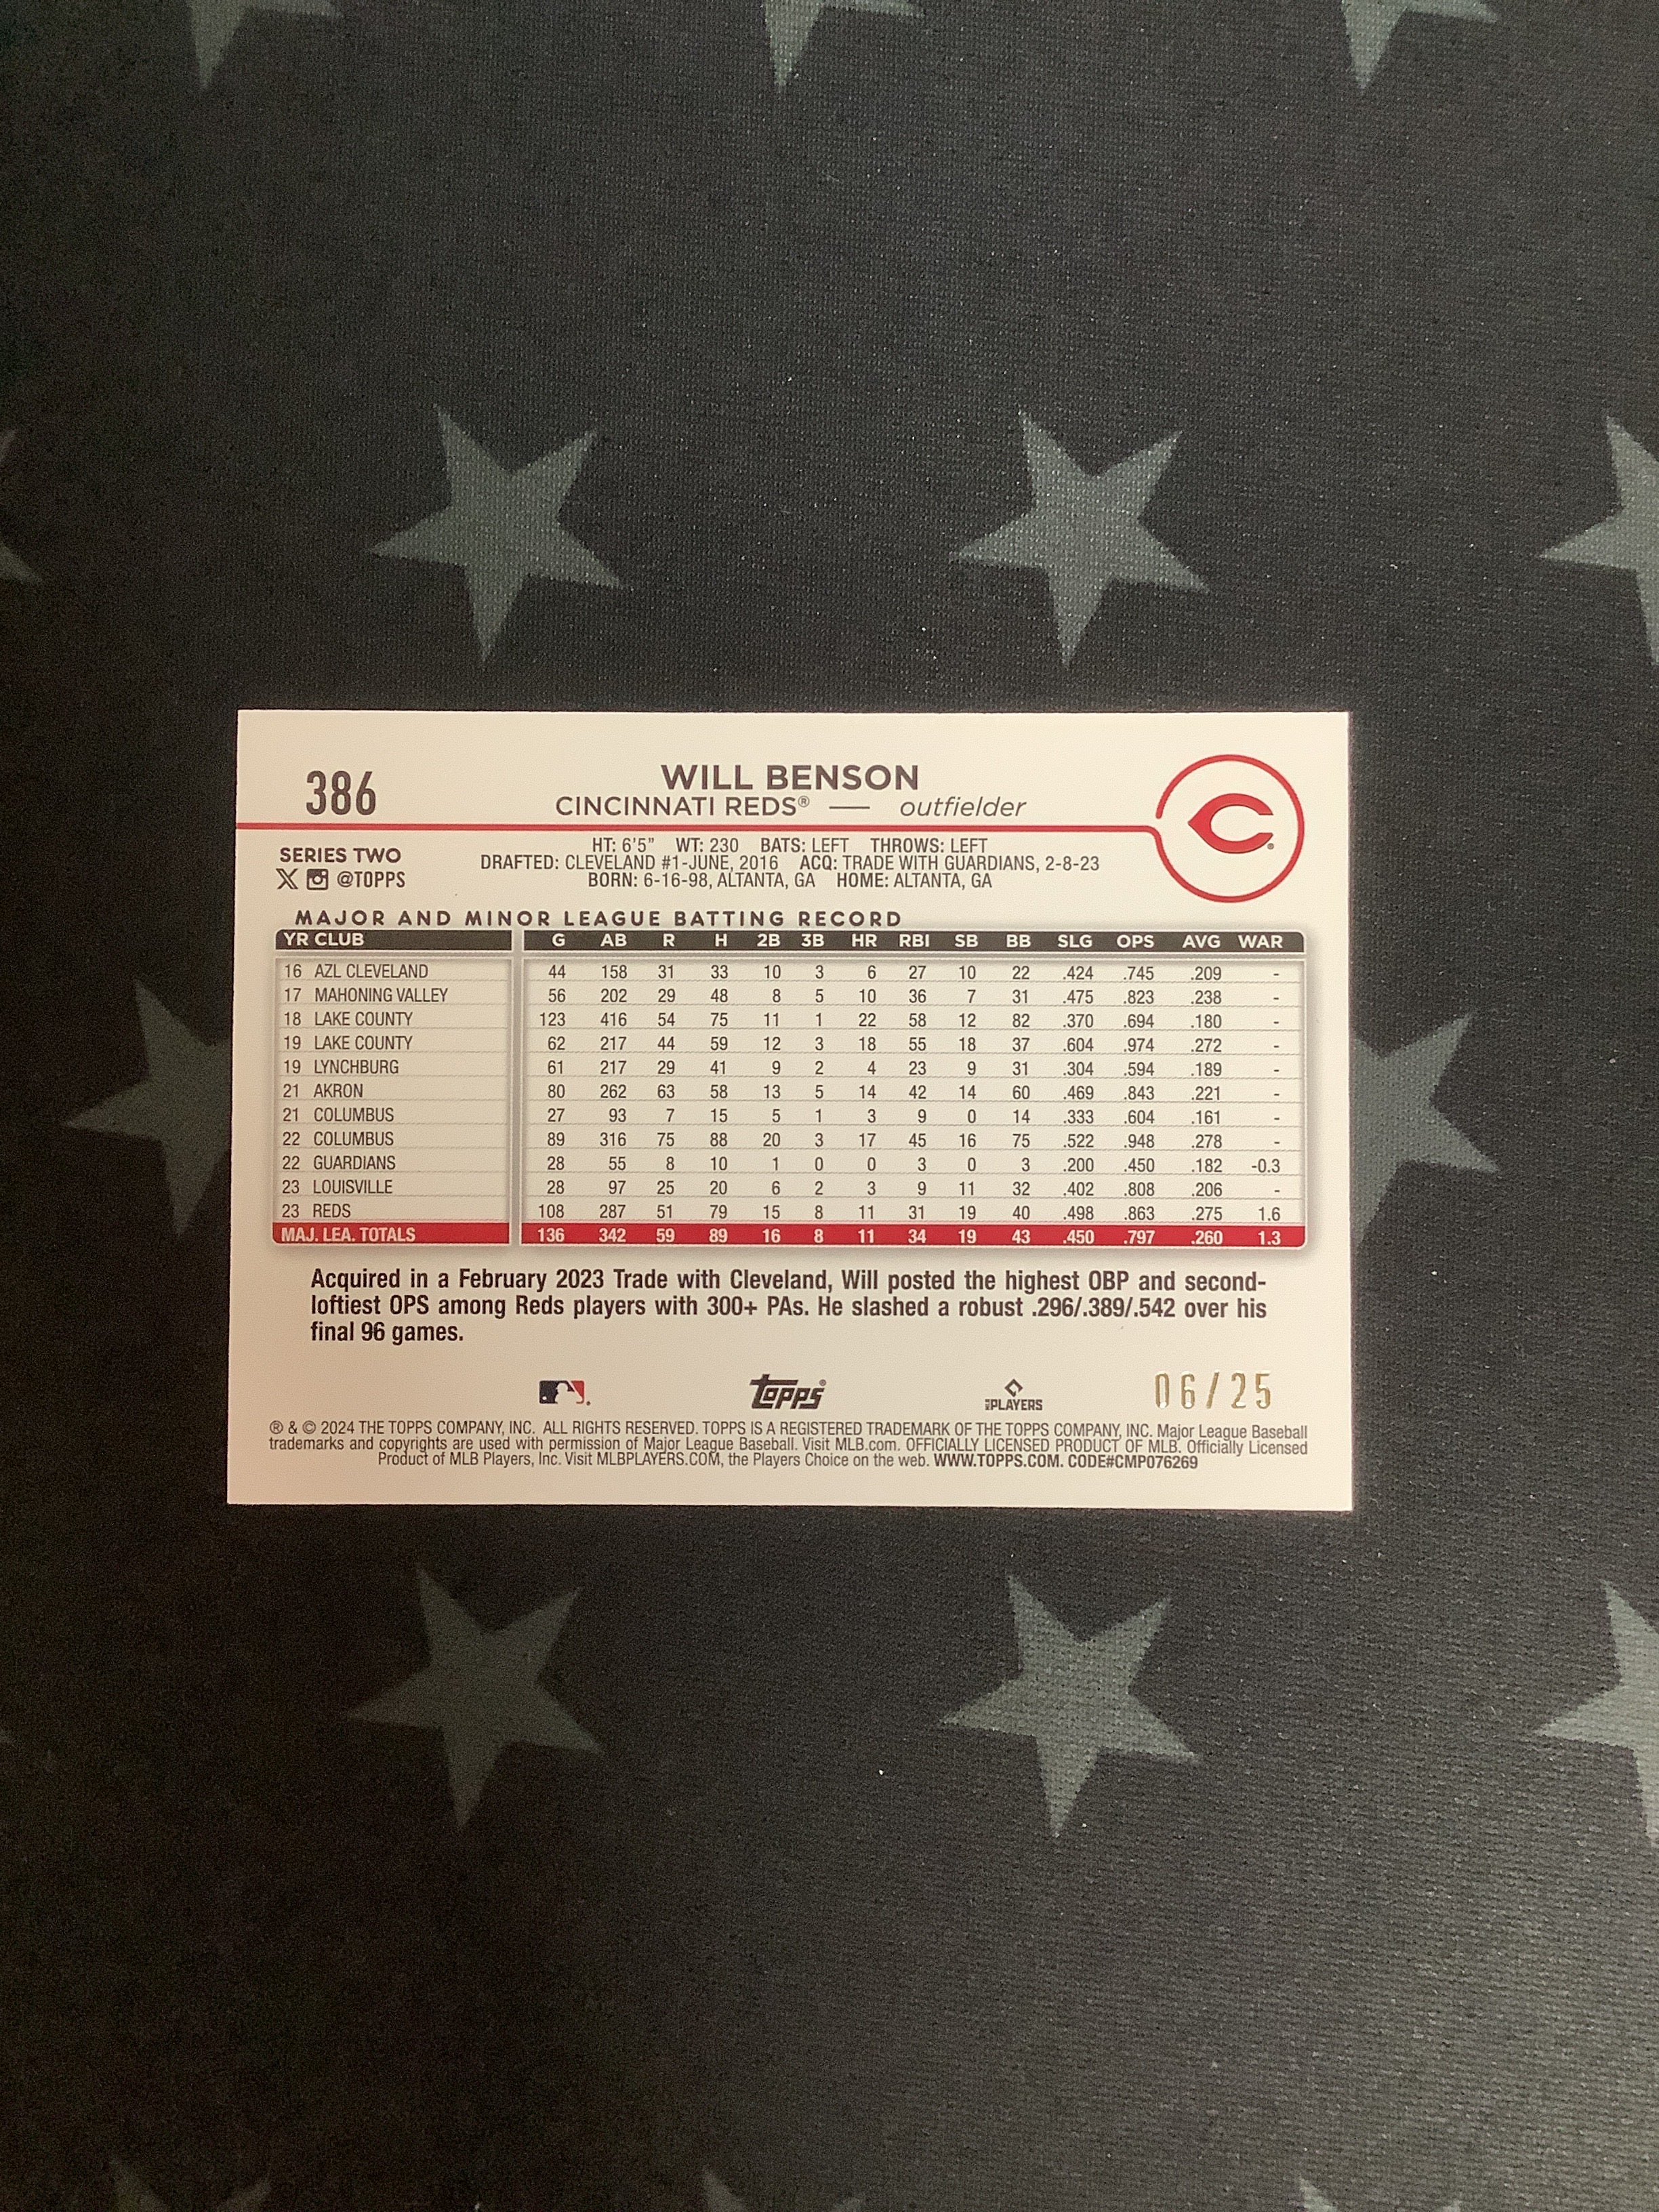 386
WILL BENSON
CINCINNATI REDS® — outfielder
SERIES TWO
@TOPPS
HT: 6'5" WT: 230 BATS: LEFT THROWS: LEFT
DRAFTED: CLEVELAND #1-JUNE, 2016 ACQ: TRADE WITH GUARDIANS, 2-8-23
BORN: 6-16-98, ALTANTA, GA HOME: ALTANTA, GA
MAJOR AND MINOR LEAGUE BATTING RECORD
YR CLUB G AB R H 2B 3B HR RBI SB BB SLG OPS AVG WAR
16 AZL CLEVELAND 44 158 31 33 10 3 6 27 10 22 .424 .745 .209 -
17 MAHONING VALLEY 56 202 29 48 8 5 10 36 7 31 .475 .823 .238 -
18 LAKE COUNTY 123 416 54 75 11 1 22 58 12 82 .370 .694 .180 -
19 LAKE COUNTY 62 217 44 59 12 3 18 55 18 37 .604 .974 .272 -
19 LYNCHBURG 61 217 29 41 9 2 4 23 9 31 .304 .594 .189 -
21 AKRON 80 262 63 58 13 5 14 42 14 60 .469 .843 .221 -
21 COLUMBUS 27 93 7 15 5 1 3 9 0 14 .333 .604 .161 -
22 COLUMBUS 89 316 75 88 20 3 17 45 16 75 .522 .948 .278 -
22 GUARDIANS 28 55 8 10 1 0 0 3 0 3 .200 .450 .182 -0.3
23 LOUISVILLE 28 97 25 20 6 2 3 9 11 32 .402 .808 .206 -
23 REDS 108 287 51 79 15 8 11 31 19 40 .498 .863 .275 1.6
MAJ. LEA. TOTALS 136 342 59 89 16 8 11 34 19 43 .450 .797 .260 1.3
Acquired in a February 2023 Trade with Cleveland, Will posted the highest OBP and second-
loftiest OPS among Reds players with 300+ PAs. He slashed a robust .296/.389/.542 over his
final 96 games.
Topps®
PLAYERS
06/25
® & © 2024 THE TOPPS COMPANY, INC. ALL RIGHTS RESERVED. TOPPS IS A REGISTERED TRADEMARK OF THE TOPPS COMPANY, INC. Major League Baseball
trademarks and copyrights are used with permission of Major League Baseball. Visit MLB.com. OFFICIALLY LICENSED PRODUCT OF MLB. Officially Licensed
Product of MLB Players, Inc. Visit MLBPLAYERS.COM, the Players Choice on the web. WWW.TOPPS.COM. CODE#CMP076269